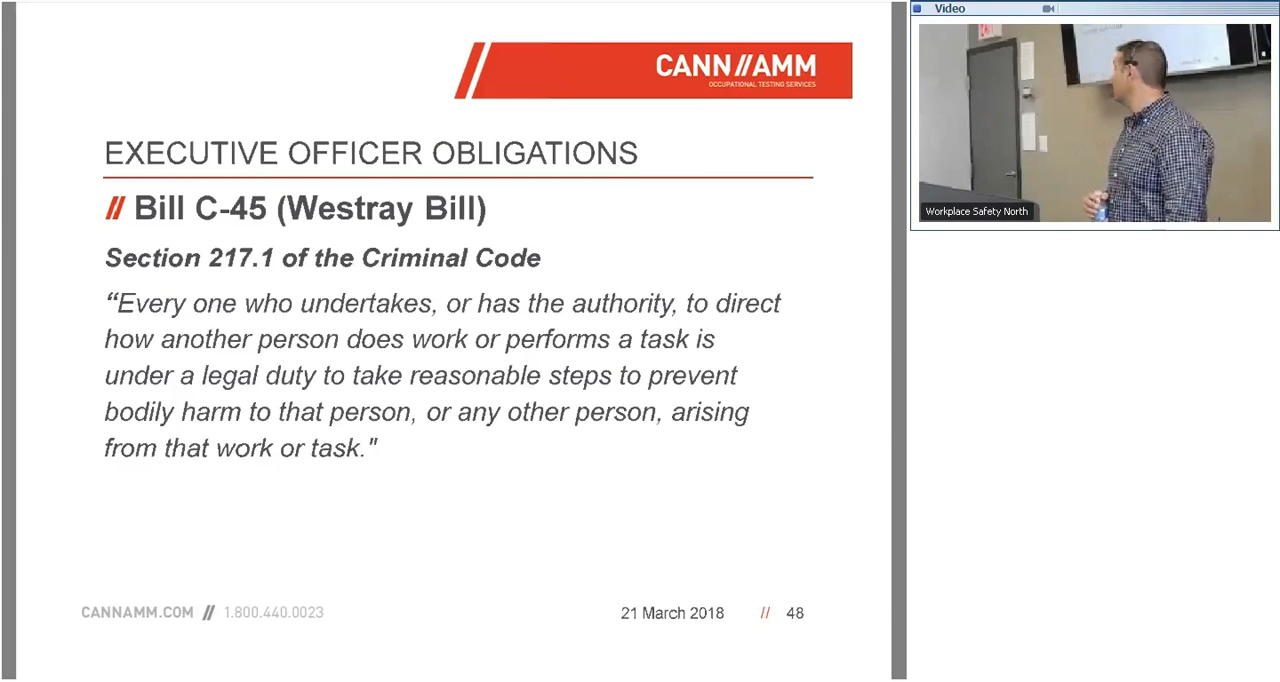 CANN//AMM
OCCUPATIONAL TESTING SERVICES
EXECUTIVE OFFICER OBLIGATIONS
// Bill C-45 (Westray Bill)
Section 217.1 of the Criminal Code
“Every one who undertakes, or has the authority, to direct
how another person does work or performs a task is
under a legal duty to take reasonable steps to prevent
bodily harm to that person, or any other person, arising
from that work or task."
CANNAMM.COM // 1.800.440.0023
21 March 2018 // 48
Video
Workplace Safety North